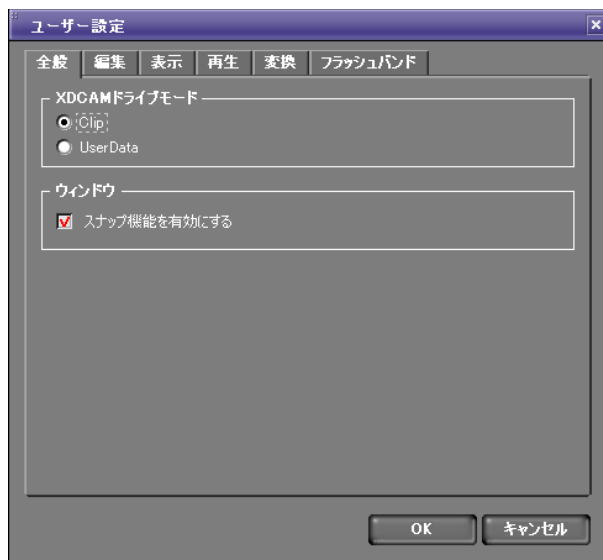 ユーザー設定
全般 編集 表示 再生 変換 フラッシュバンド
XDCAMドライブモード
Clip
UserData
ウィンドウ
スナップ機能を有効にする
OK キャンセル